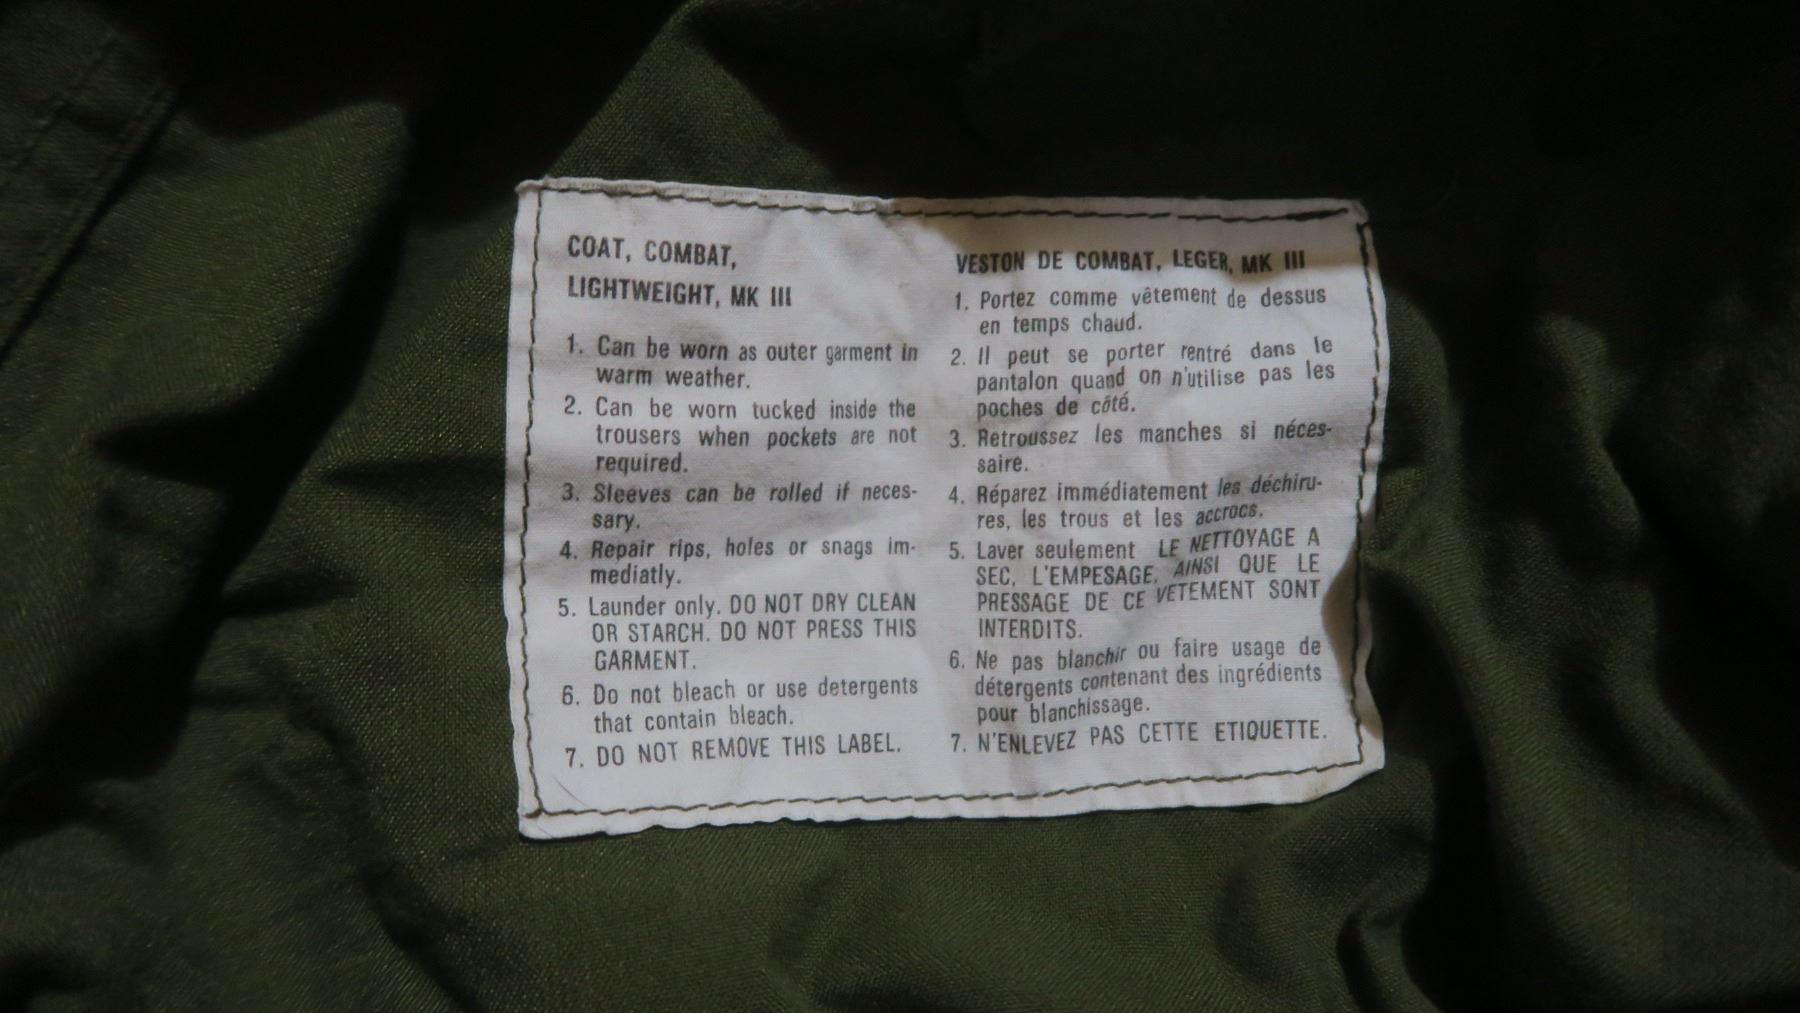 COAT, COMBAT,
LIGHTWEIGHT, MK III
1. Can be worn as outer garment in
warm weather.
2. Can be worn tucked inside the
trousers when pockets are not
required.
3. Sleeves can be rolled if neces-
sary.
4. Repair rips, holes or snags im-
mediatly.
5. Launder only. DO NOT DRY CLEAN
OR STARCH. DO NOT PRESS THIS
GARMENT.
6. Do not bleach or use detergents
that contain bleach.
7. DO NOT REMOVE THIS LABEL.
VESTON DE COMBAT, LEGER, MK III
1. Portez comme vêtement de dessus
en temps chaud.
2. Il peut se porter rentré dans le
pantalon quand on n'utilise pas les
poches de côté.
3. Retroussez les manches si néces-
saire.
4. Réparez immédiatement les déchiru-
res, les trous et les accrocs.
5. Laver seulement LE NETTOYAGE A
SEC, L'EMPESAGE, AINSI QUE LE
PRESSAGE DE CE VETEMENT SONT
INTERDITS.
6. Ne pas blanchir ou faire usage de
détergents contenant des ingrédients
pour blanchissage.
7. N'ENLEVEZ PAS CETTE ETIQUETTE.